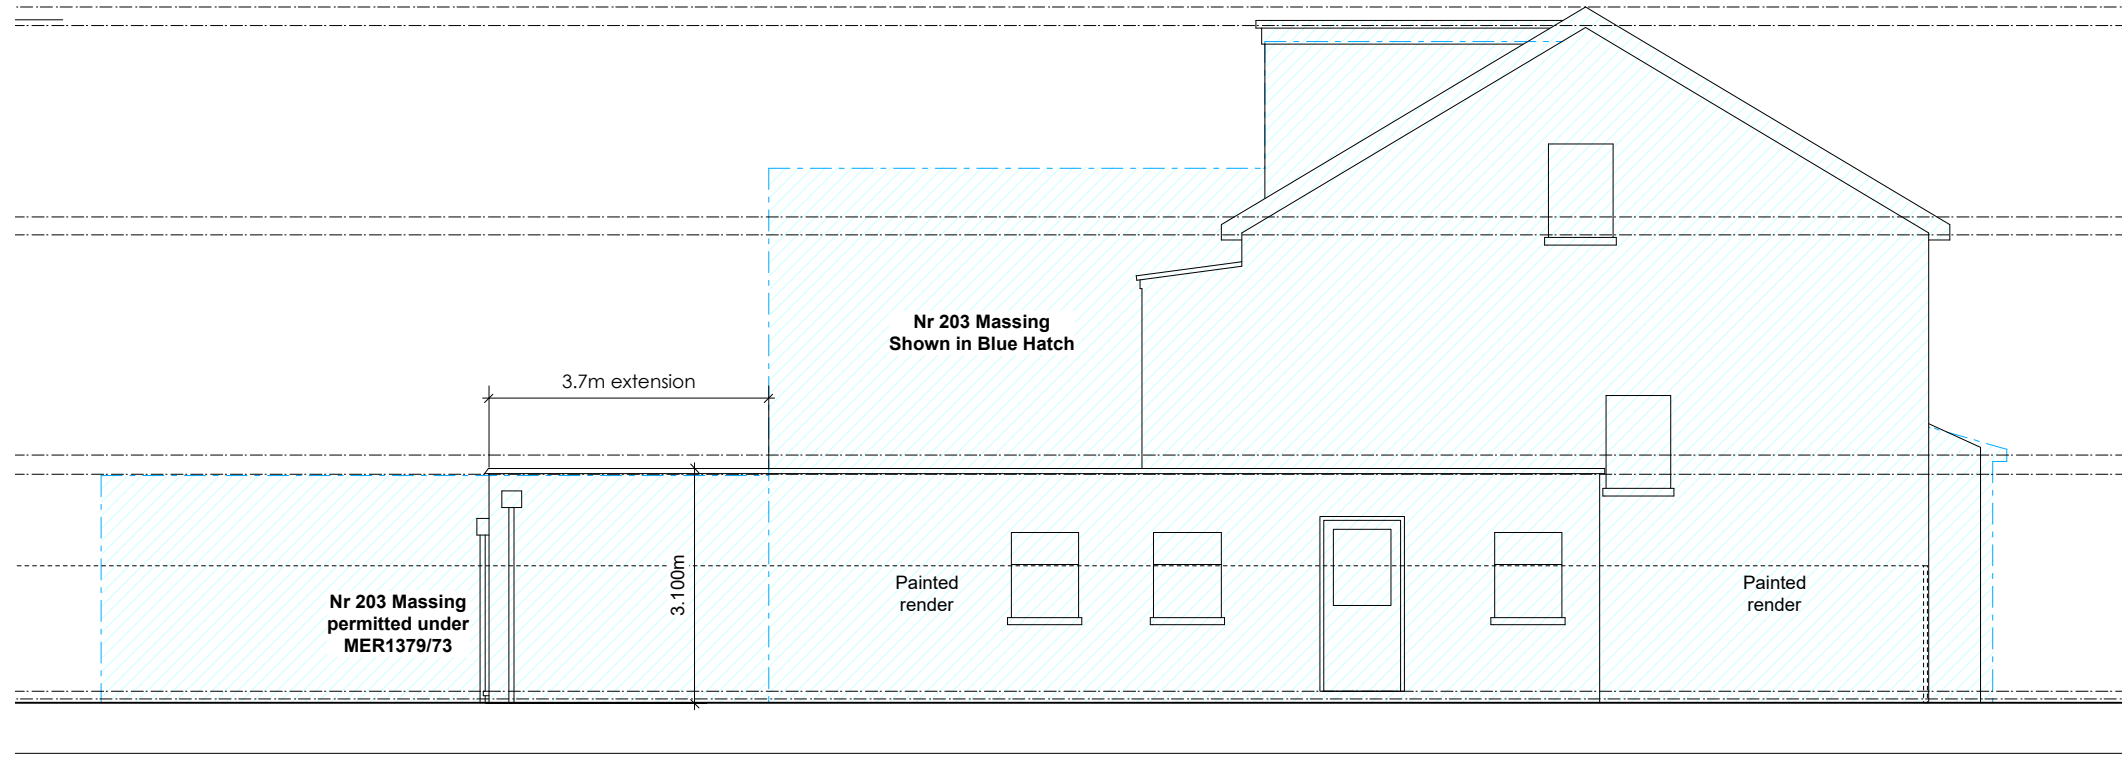 Nr 203 Massing
Shown in Blue Hatch
3.7m extension
3.100m
Painted
render
Painted
render
Nr 203 Massing
permitted under
MER1379/73